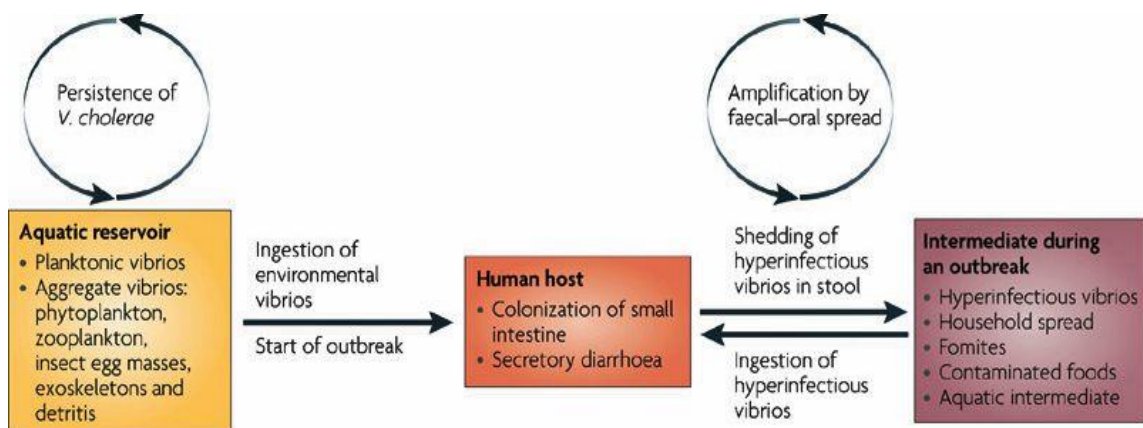 Persistence of
V. cholerae
Amplification by
faecal–oral spread
Aquatic reservoir
• Planktonic vibrios
• Aggregate vibrios:
phytoplankton,
zooplankton,
insect egg masses,
exoskeletons and
detritis
Ingestion of
environmental
vibrios
Start of outbreak
Human host
• Colonization of small
intestine
• Secretory diarrhoea
Shedding of
hyperinfectious
vibrios in stool
Ingestion of
hyperinfectious
vibrios
Intermediate during
an outbreak
• Hyperinfectious vibrios
• Household spread
• Fomites
• Contaminated foods
• Aquatic intermediate